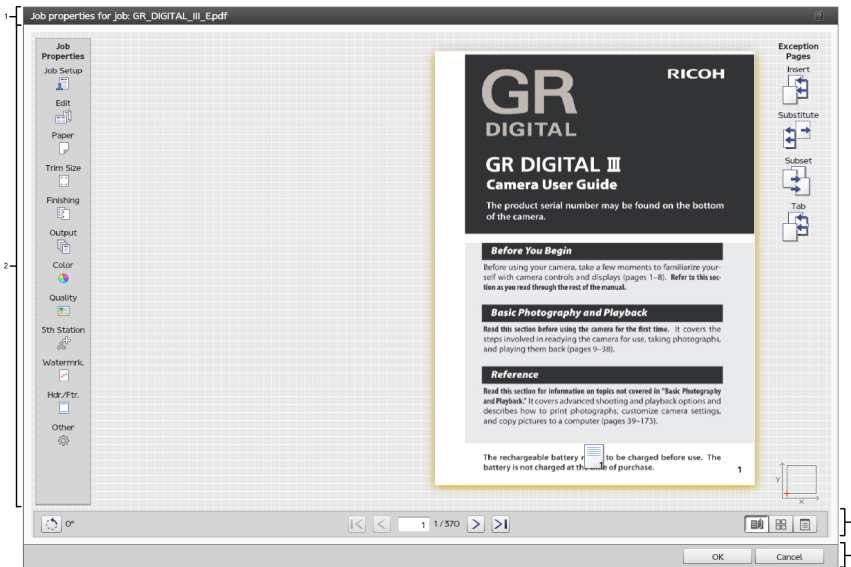 1
Job properties for job: GR_DIGITAL_III_E.pdf
?
2
Job
Properties
Job Setup
Edit
Paper
Trim Size
Finishing
Output
Color
Quality
5th Station
Watermrk.
Hdr./Ftr.
Other
GR
DIGITAL
RICOH
GR DIGITAL III
Camera User Guide
The product serial number may be found on the bottom
of the camera.
Before You Begin
Before using your camera, take a few moments to familiarize your-
self with camera controls and displays (pages 1–8). Refer to this sec-
tion as you read through the rest of the manual.
Basic Photography and Playback
Read this section before using the camera for the first time. It covers the
steps involved in readying the camera for use, taking photographs,
and playing them back (pages 9–38).
Reference
Read this section for information on topics not covered in “Basic Photography
and Playback.” It covers advanced shooting and playback options and
describes how to print photographs, customize camera settings,
and copy pictures to a computer (pages 39–173).
The rechargeable battery to be charged before use. The
battery is not charged at the of purchase.
1
1
Exception
Pages
Insert
Substitute
Subset
Tab
Y
X
0°
1 1/370
OK
Cancel